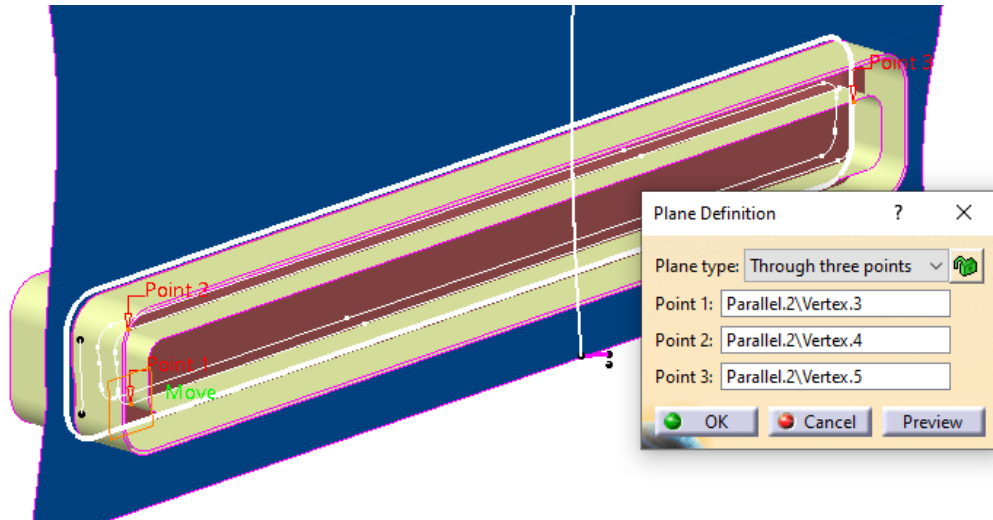 Point 3
Plane Definition
?
Plane type: Through three points
Point 1: Parallel.2\Vertex.3
Point 2
Point 2: Parallel.2\Vertex.4
Point 1
Point 3: Parallel.2\Vertex.5
Move
OK Cancel Preview